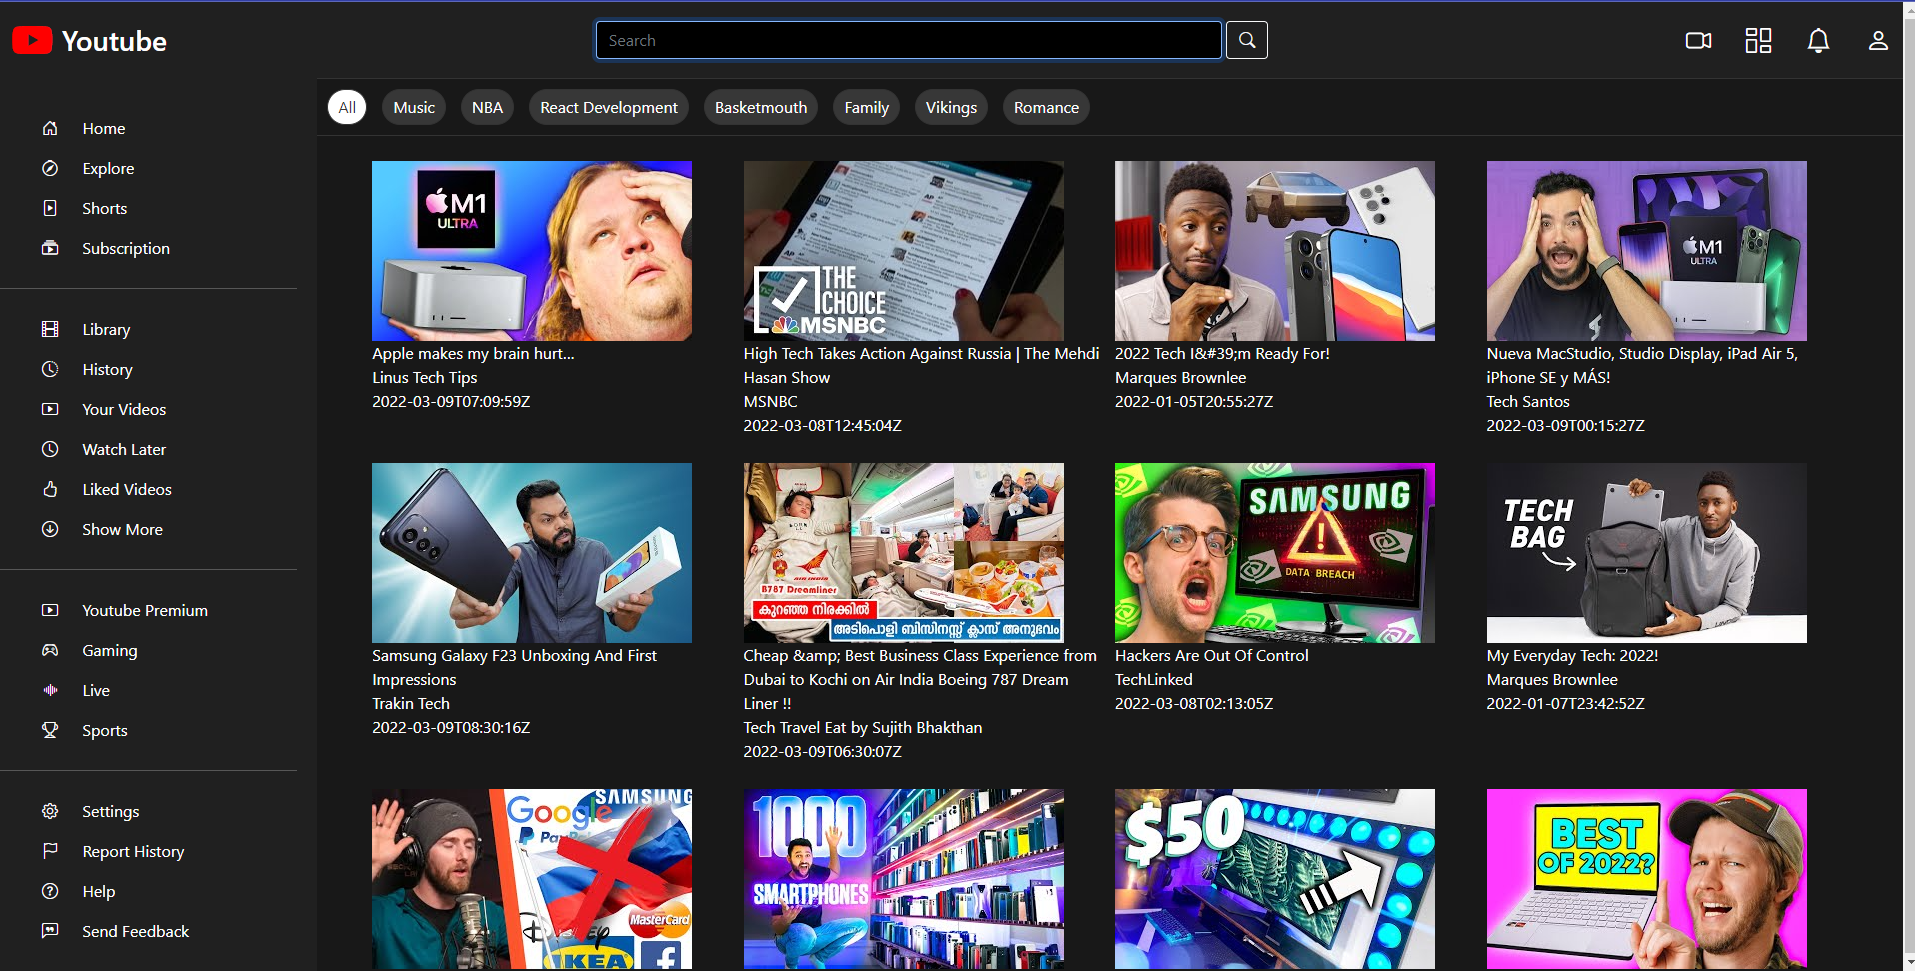 Youtube
Search
All
Music
NBA
React Development
Basketmouth
Family
Vikings
Romance
Home
Explore
Shorts
Subscription
Library
History
Your Videos
Watch Later
Liked Videos
Show More
Youtube Premium
Gaming
Live
Sports
Settings
Report History
Help
Send Feedback
M1
ULTRA
Apple makes my brain hurt...
Linus Tech Tips
2022-03-09T07:09:59Z
THE
CHOICE
MSNBC
High Tech Takes Action Against Russia | The Mehdi
Hasan Show
MSNBC
2022-03-08T12:45:04Z
2022 Tech I&#39;m Ready For!
Marques Brownlee
2022-01-05T20:55:27Z
M1
ULTRA
Nueva MacStudio, Studio Display, iPad Air 5,
iPhone SE y MÁS!
Tech Santos
2022-03-09T00:15:27Z
Samsung Galaxy F23 Unboxing And First
Impressions
Trakin Tech
2022-03-09T08:30:16Z
AIR INDIA
B787 Dreamliner
കുറഞ്ഞ നിരക്കിൽ
അടിപൊളി ബിസിനസ്സ് ക്ലാസ് അനുഭവം
Cheap &amp; Best Business Class Experience from
Dubai to Kochi on Air India Boeing 787 Dream
Liner !!
Tech Travel Eat by Sujith Bhakthan
2022-03-09T06:30:07Z
SAMSUNG
DATA BREACH
Hackers Are Out Of Control
TechLinked
2022-03-08T02:13:05Z
TECH
BAG
My Everyday Tech: 2022!
Marques Brownlee
2022-01-07T23:42:52Z
SAMSUNG
Google
PayPal
MasterCard
Disney
IKEA
1000
SMARTPHONES
$50
BEST
OF 2022?